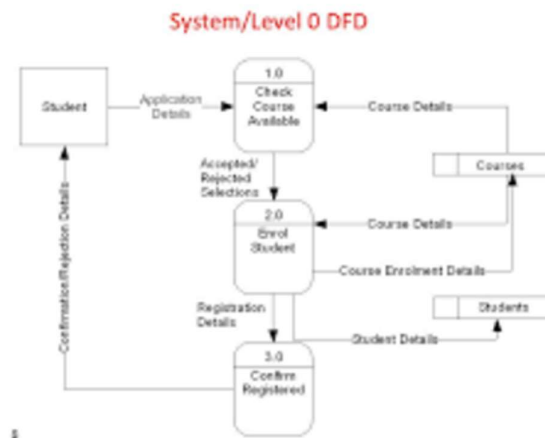 System/Level 0 DFD
1.0
Check
Course
Available
Student
Application
Details
Course Details
Accepted/
Rejected
Selections
Courses
2.0
Enrol
Student
Course Details
Course Enrolment Details
Confirmation/Rejection Details
Registration
Details
Students
Student Details
3.0
Confirm
Registered